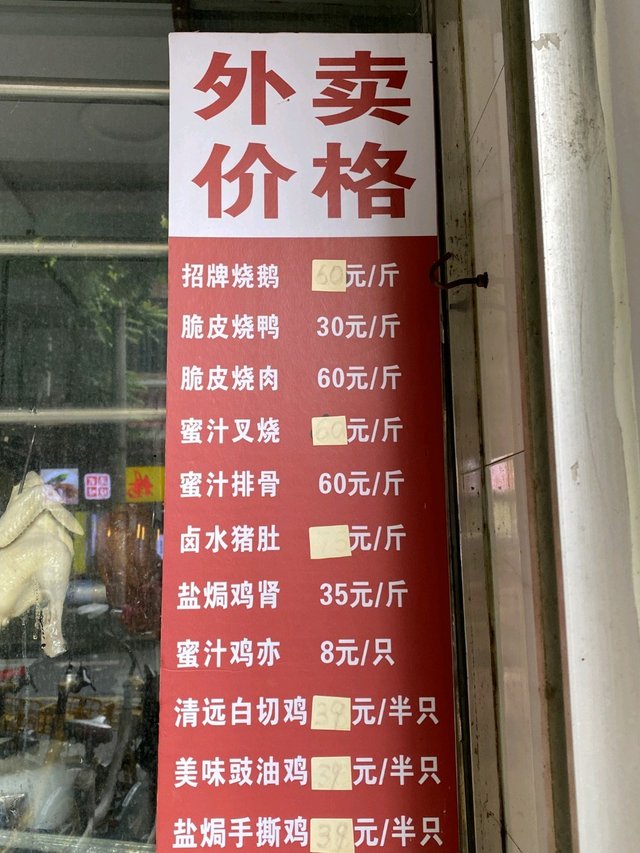 外卖
价格
招牌烧鹅 60元/斤
脆皮烧鸭 30元/斤
脆皮烧肉 60元/斤
蜜汁叉烧 60元/斤
蜜汁排骨 60元/斤
卤水猪肚 元/斤
盐焗鸡肾 35元/斤
蜜汁鸡亦 8元/只
清远白切鸡 39元/半只
美味豉油鸡 39元/半只
盐焗手撕鸡 39元/半只